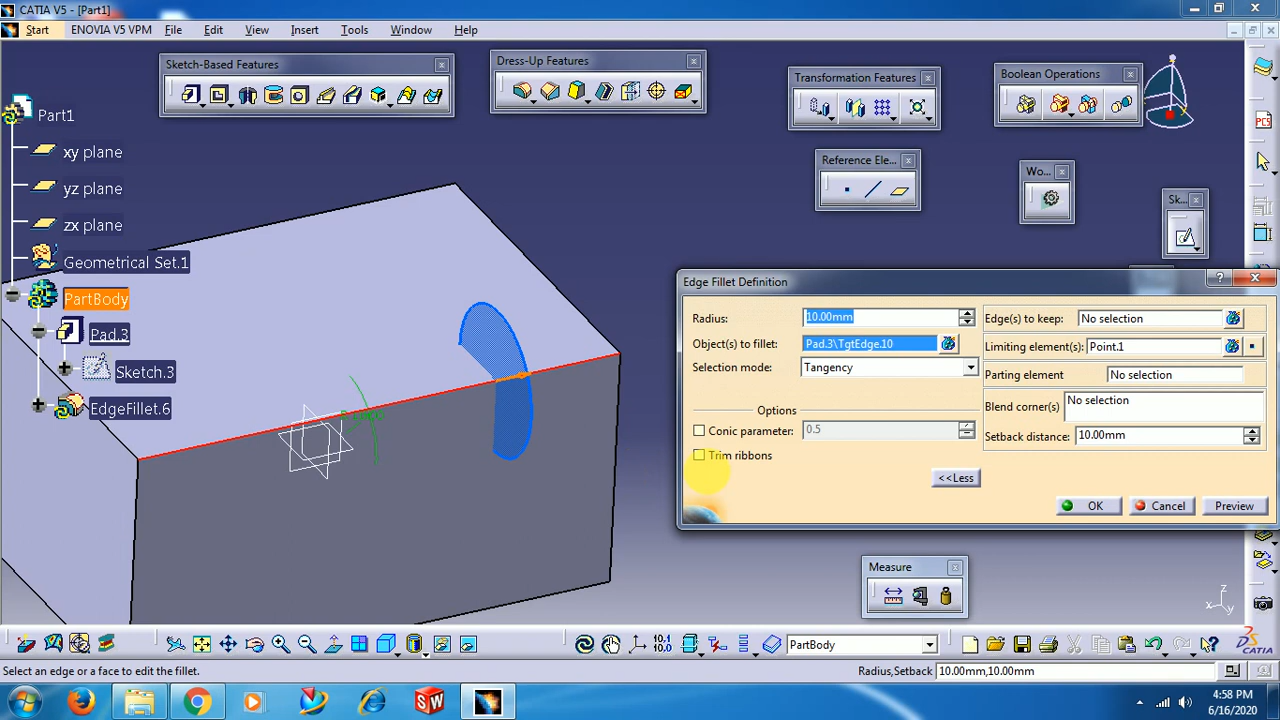 CATIA V5 - [Part1]
Start ENOVIA V5 VPM File Edit View Insert Tools Window Help
Sketch-Based Features
Dress-Up Features
Transformation Features
Boolean Operations
Reference Ele...
Wo...
Sk...
Part1
xy plane
yz plane
zx plane
Geometrical Set.1
PartBody
Pad.3
Sketch.3
EdgeFillet.6
Edge Fillet Definition
Radius: 10.00mm
Object(s) to fillet: Pad.3\TgtEdge.10
Selection mode: Tangency
Options
Conic parameter: 0.5
Trim ribbons
Edge(s) to keep: No selection
Limiting element(s): Point.1
Parting element No selection
Blend corner(s) No selection
Setback distance: 10.00mm
<<Less
OK Cancel Preview
Measure
z
x
y
10.1
10.0
PartBody
CATIA
Select an edge or a face to edit the fillet.
Radius,Setback 10.00mm,10.00mm
SW
4:58 PM
6/16/2020